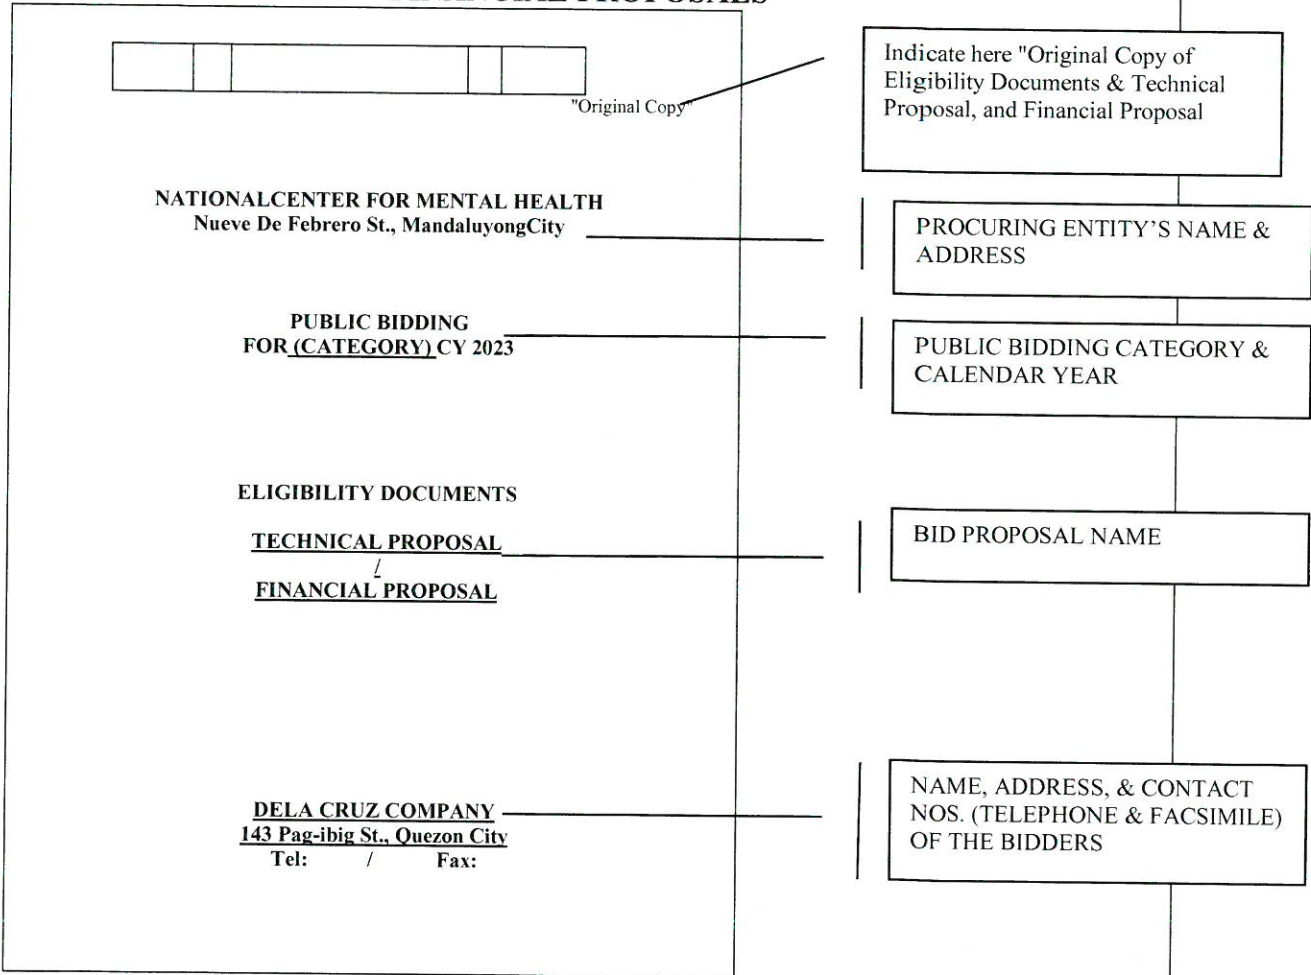 FINANCIAL PROPOSALS
"Original Copy"
Indicate here "Original Copy of
Eligibility Documents & Technical
Proposal, and Financial Proposal
NATIONALCENTER FOR MENTAL HEALTH
Nueve De Febrero St., MandaluyongCity
PROCURING ENTITY'S NAME &
ADDRESS
PUBLIC BIDDING
FOR (CATEGORY) CY 2023
PUBLIC BIDDING CATEGORY &
CALENDAR YEAR
ELIGIBILITY DOCUMENTS
TECHNICAL PROPOSAL
/
FINANCIAL PROPOSAL
BID PROPOSAL NAME
DELA CRUZ COMPANY
143 Pag-ibig St., Quezon City
Tel: / Fax:
NAME, ADDRESS, & CONTACT
NOS. (TELEPHONE & FACSIMILE)
OF THE BIDDERS